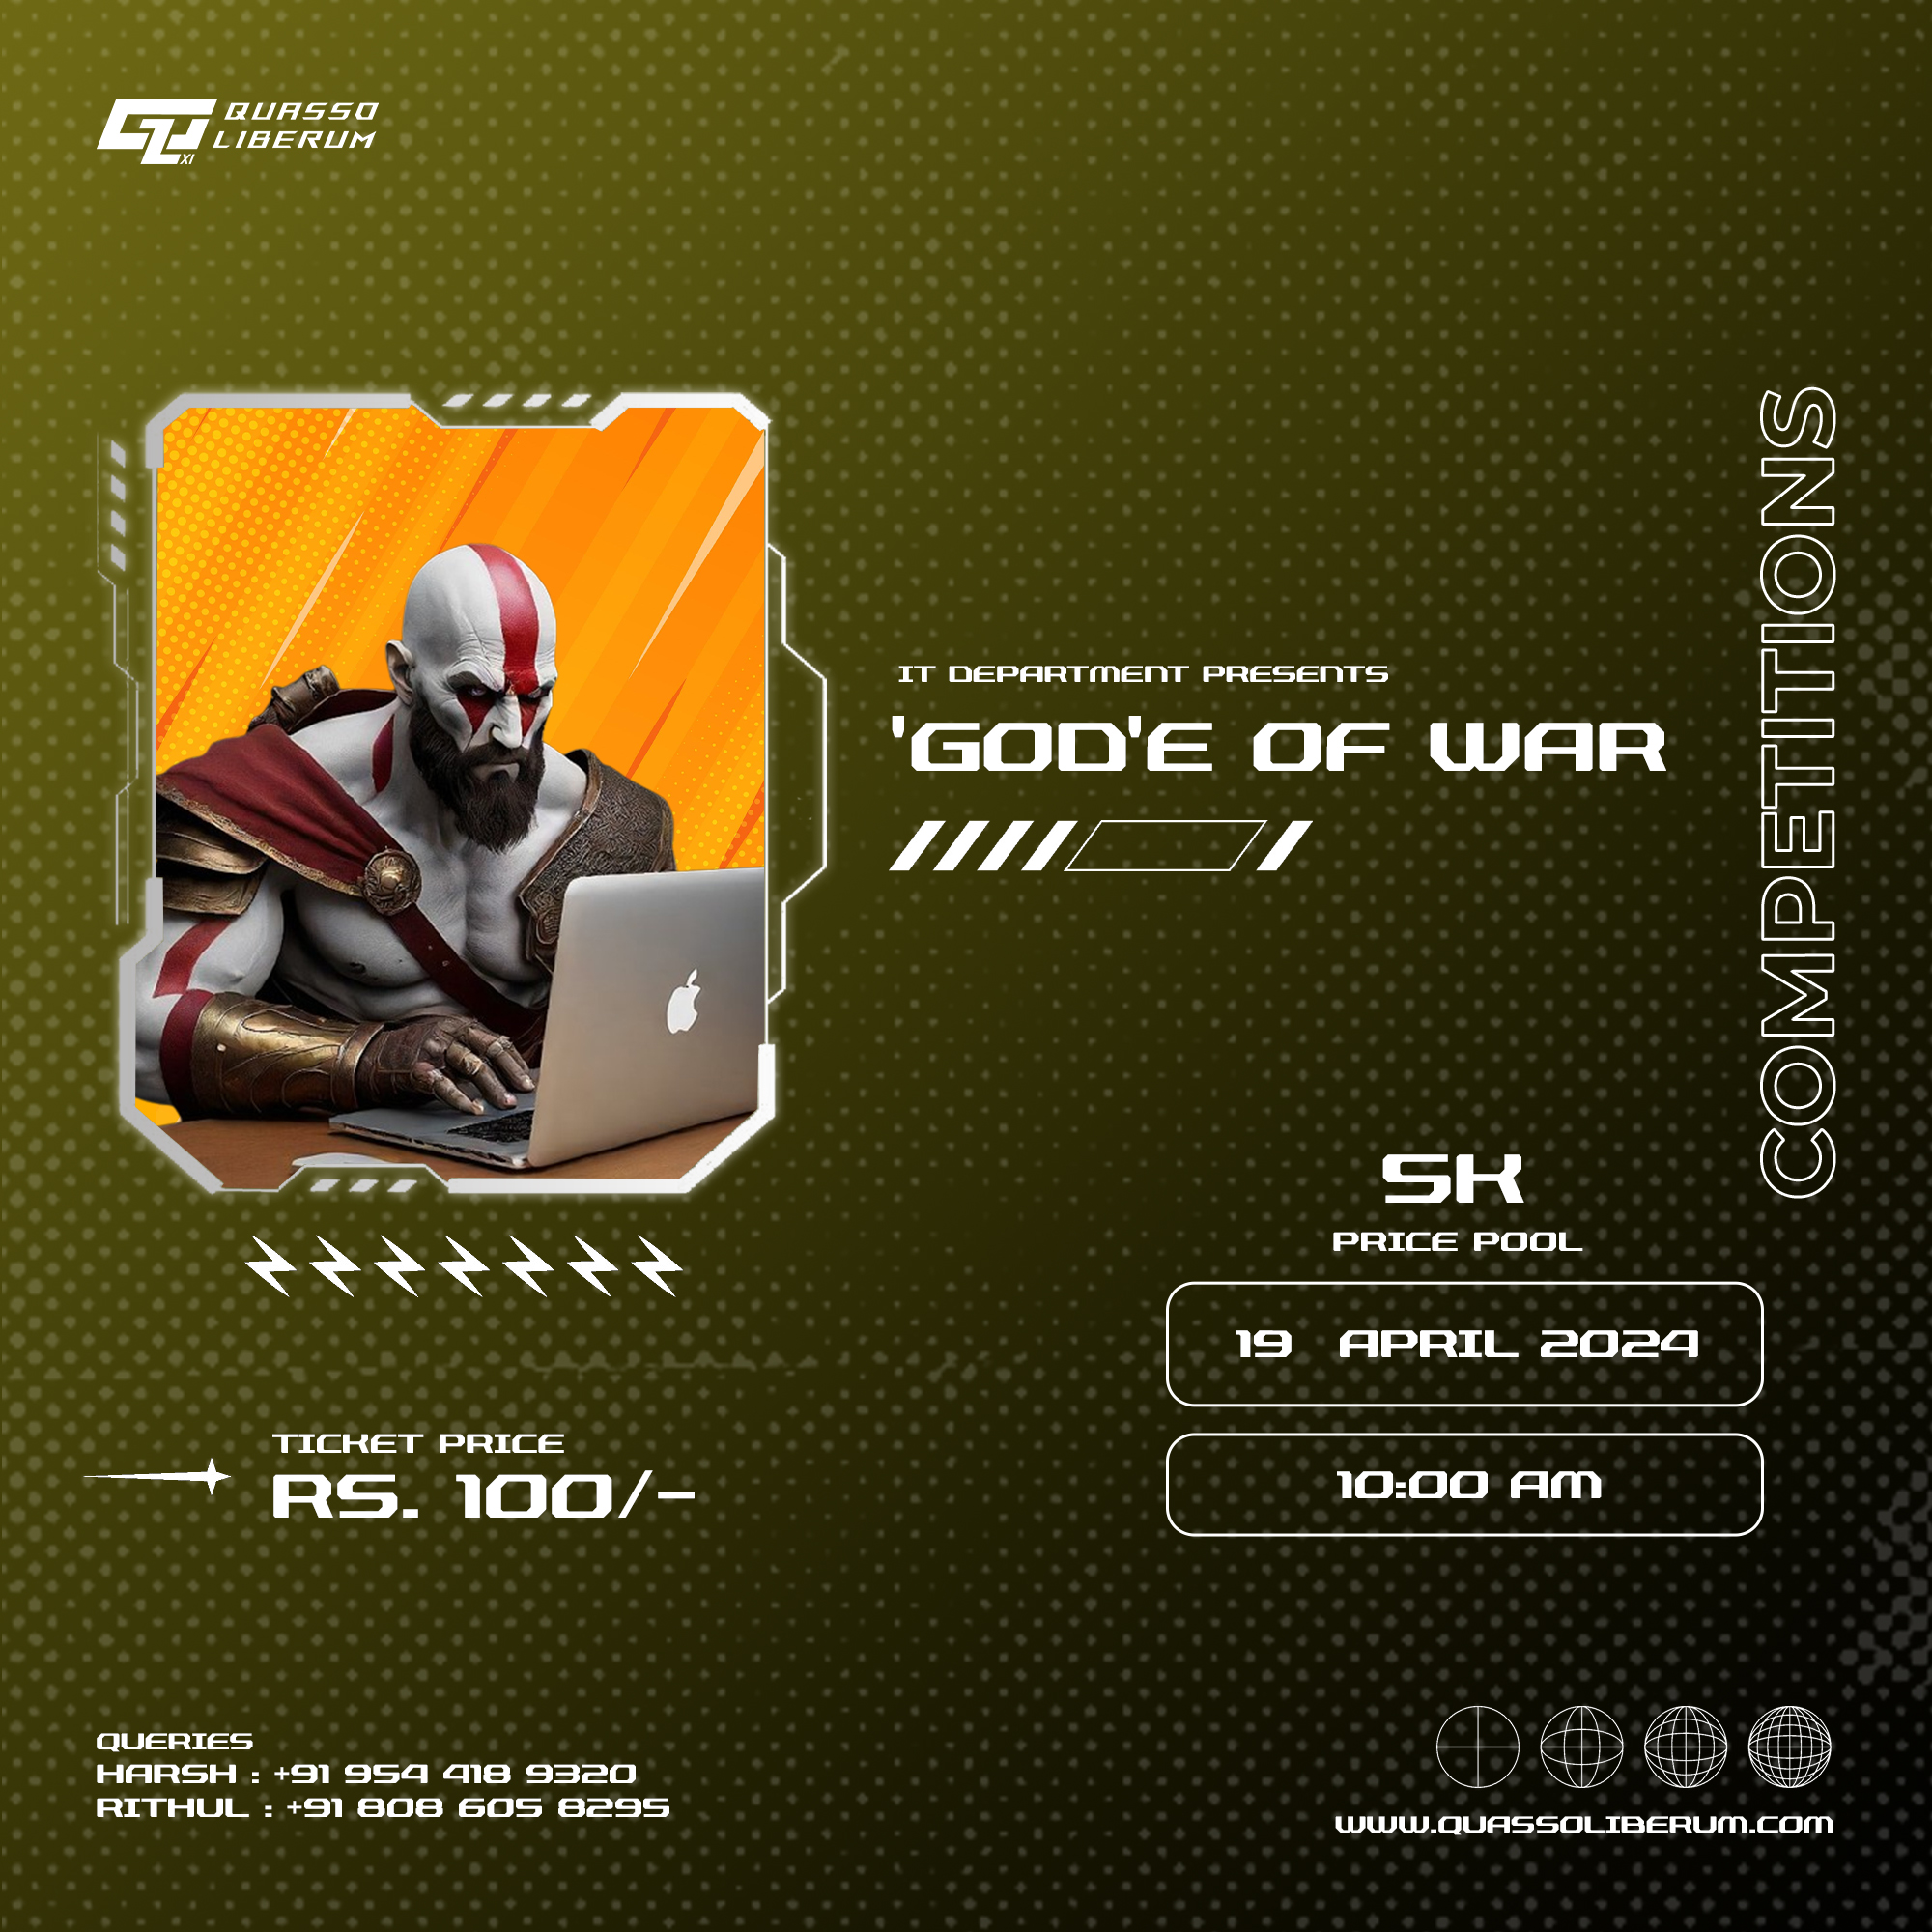 QUASSO
LIBERUM
XI
IT DEPARTMENT PRESENTS
'GOD'E OF WAR
COMPETITIONS
5K
PRICE POOL
19 APRIL 2024
10:00 AM
TICKET PRICE
RS. 100/-
QUERIES
HARSH : +91 954 418 9320
RITHUL : +91 808 605 8295
WWW.QUASSOLIBERUM.COM